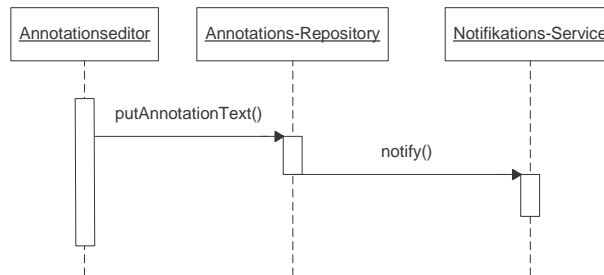 Annotationseditor
Annotations-Repository
Notifikations-Service
putAnnotationText()
notify()